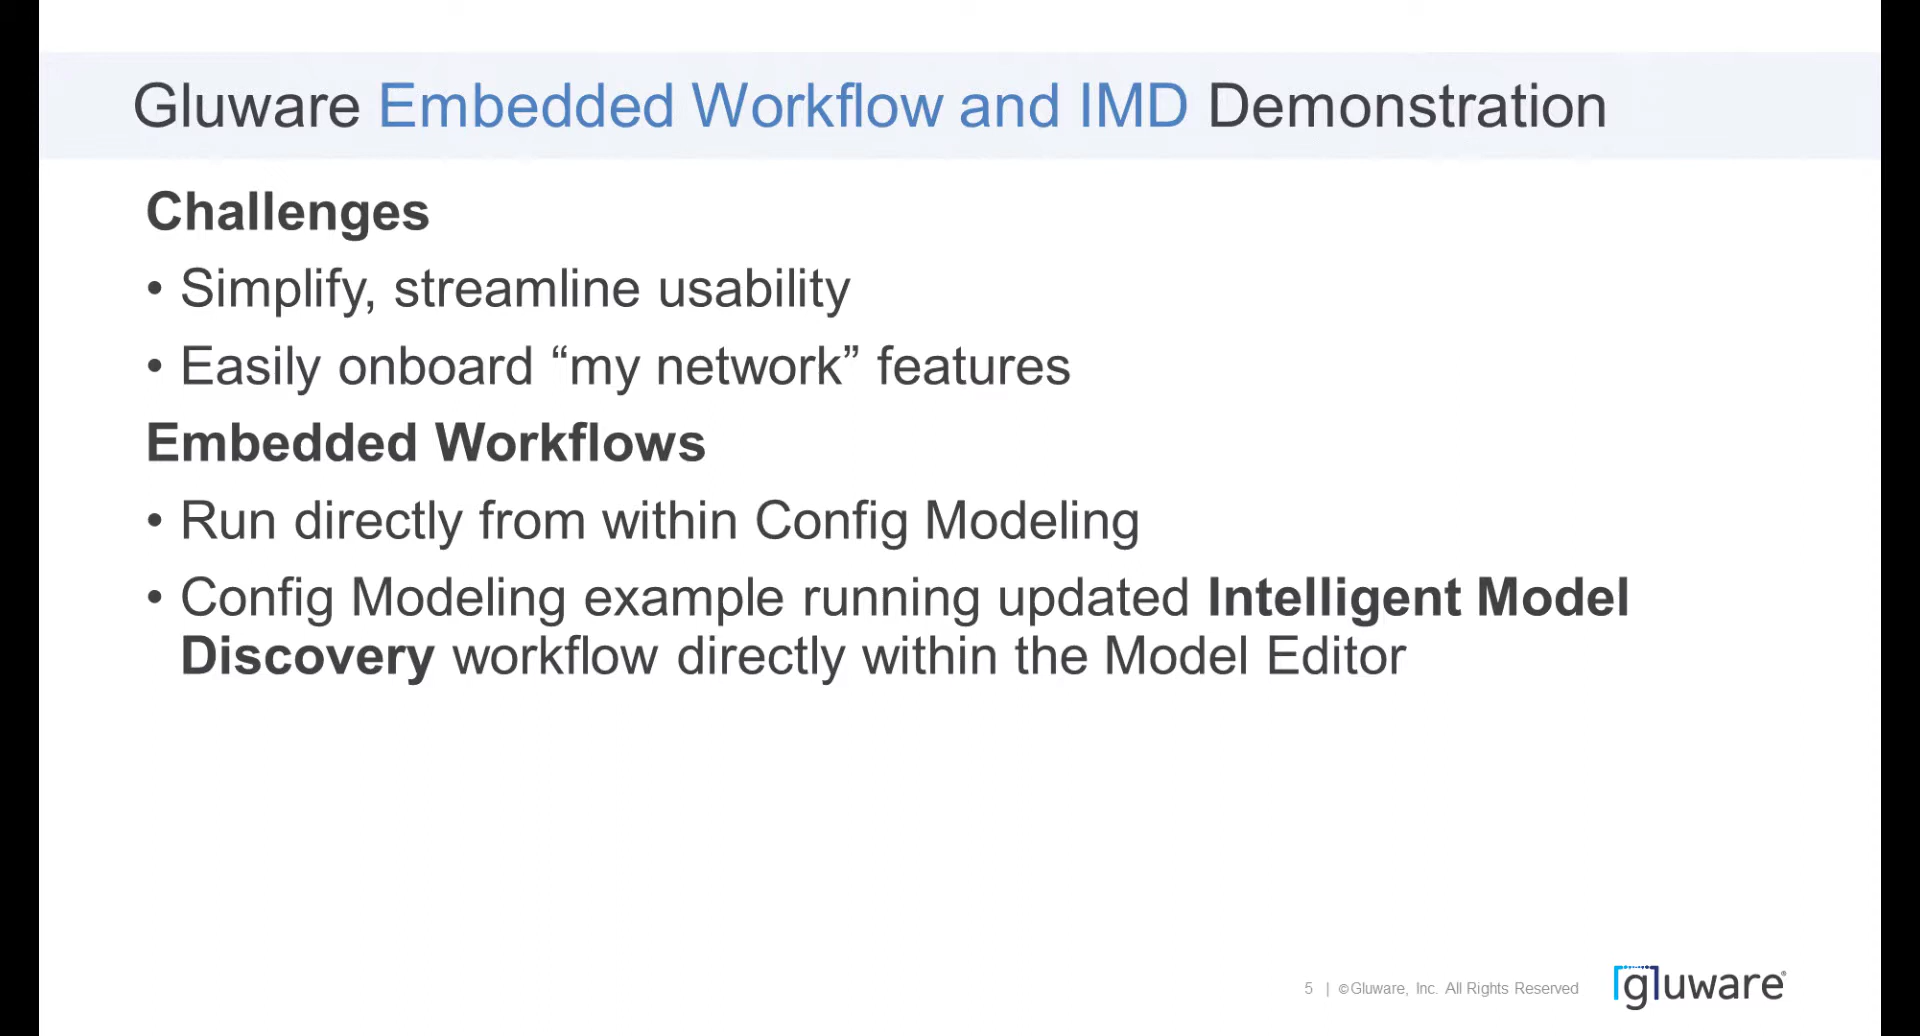 Gluware Embedded Workflow and IMD Demonstration
Challenges
• Simplify, streamline usability
• Easily onboard “my network” features
Embedded Workflows
• Run directly from within Config Modeling
• Config Modeling example running updated Intelligent Model
Discovery workflow directly within the Model Editor
5 | ©Gluware, Inc. All Rights Reserved
[g]luware®